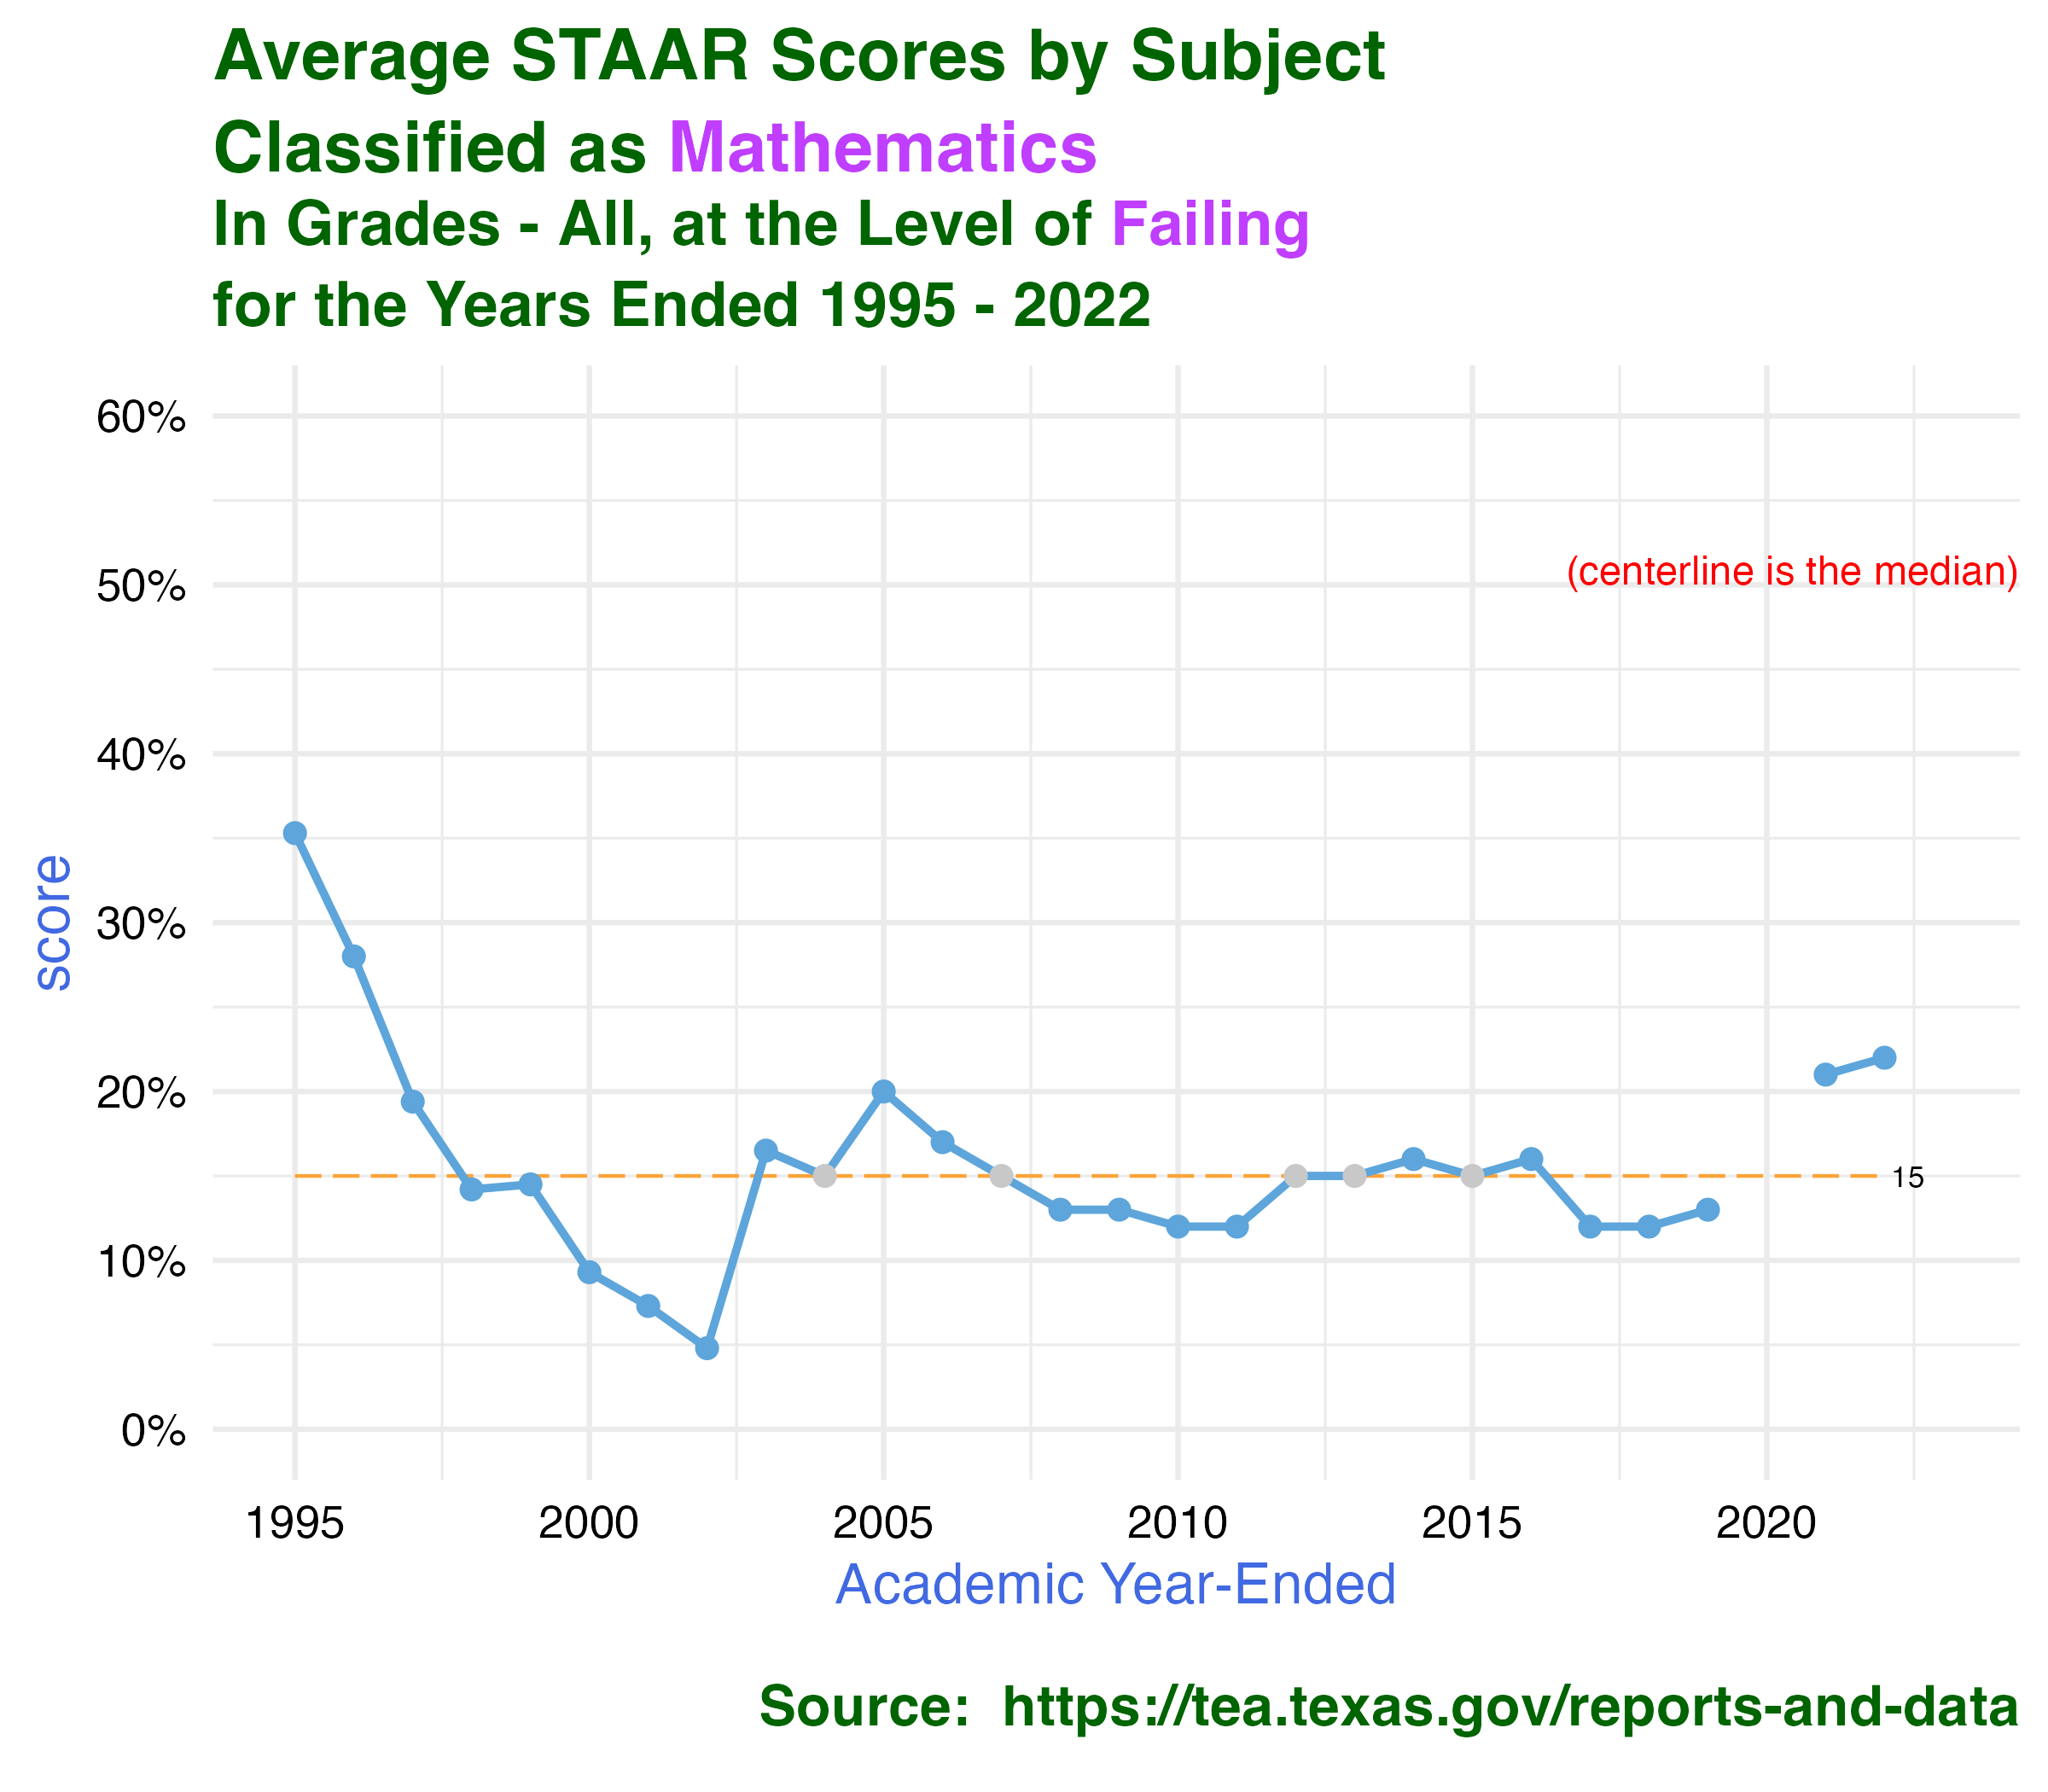 Average STAAR Scores by Subject
Classified as Mathematics
In Grades - All, at the Level of Failing
for the Years Ended 1995 - 2022
60%
(centerline is the median)
50%
40%
30%
20%
15
10%
0%
score
1995 2000 2005 2010 2015 2020
Academic Year-Ended
Source:  https://tea.texas.gov/reports-and-data